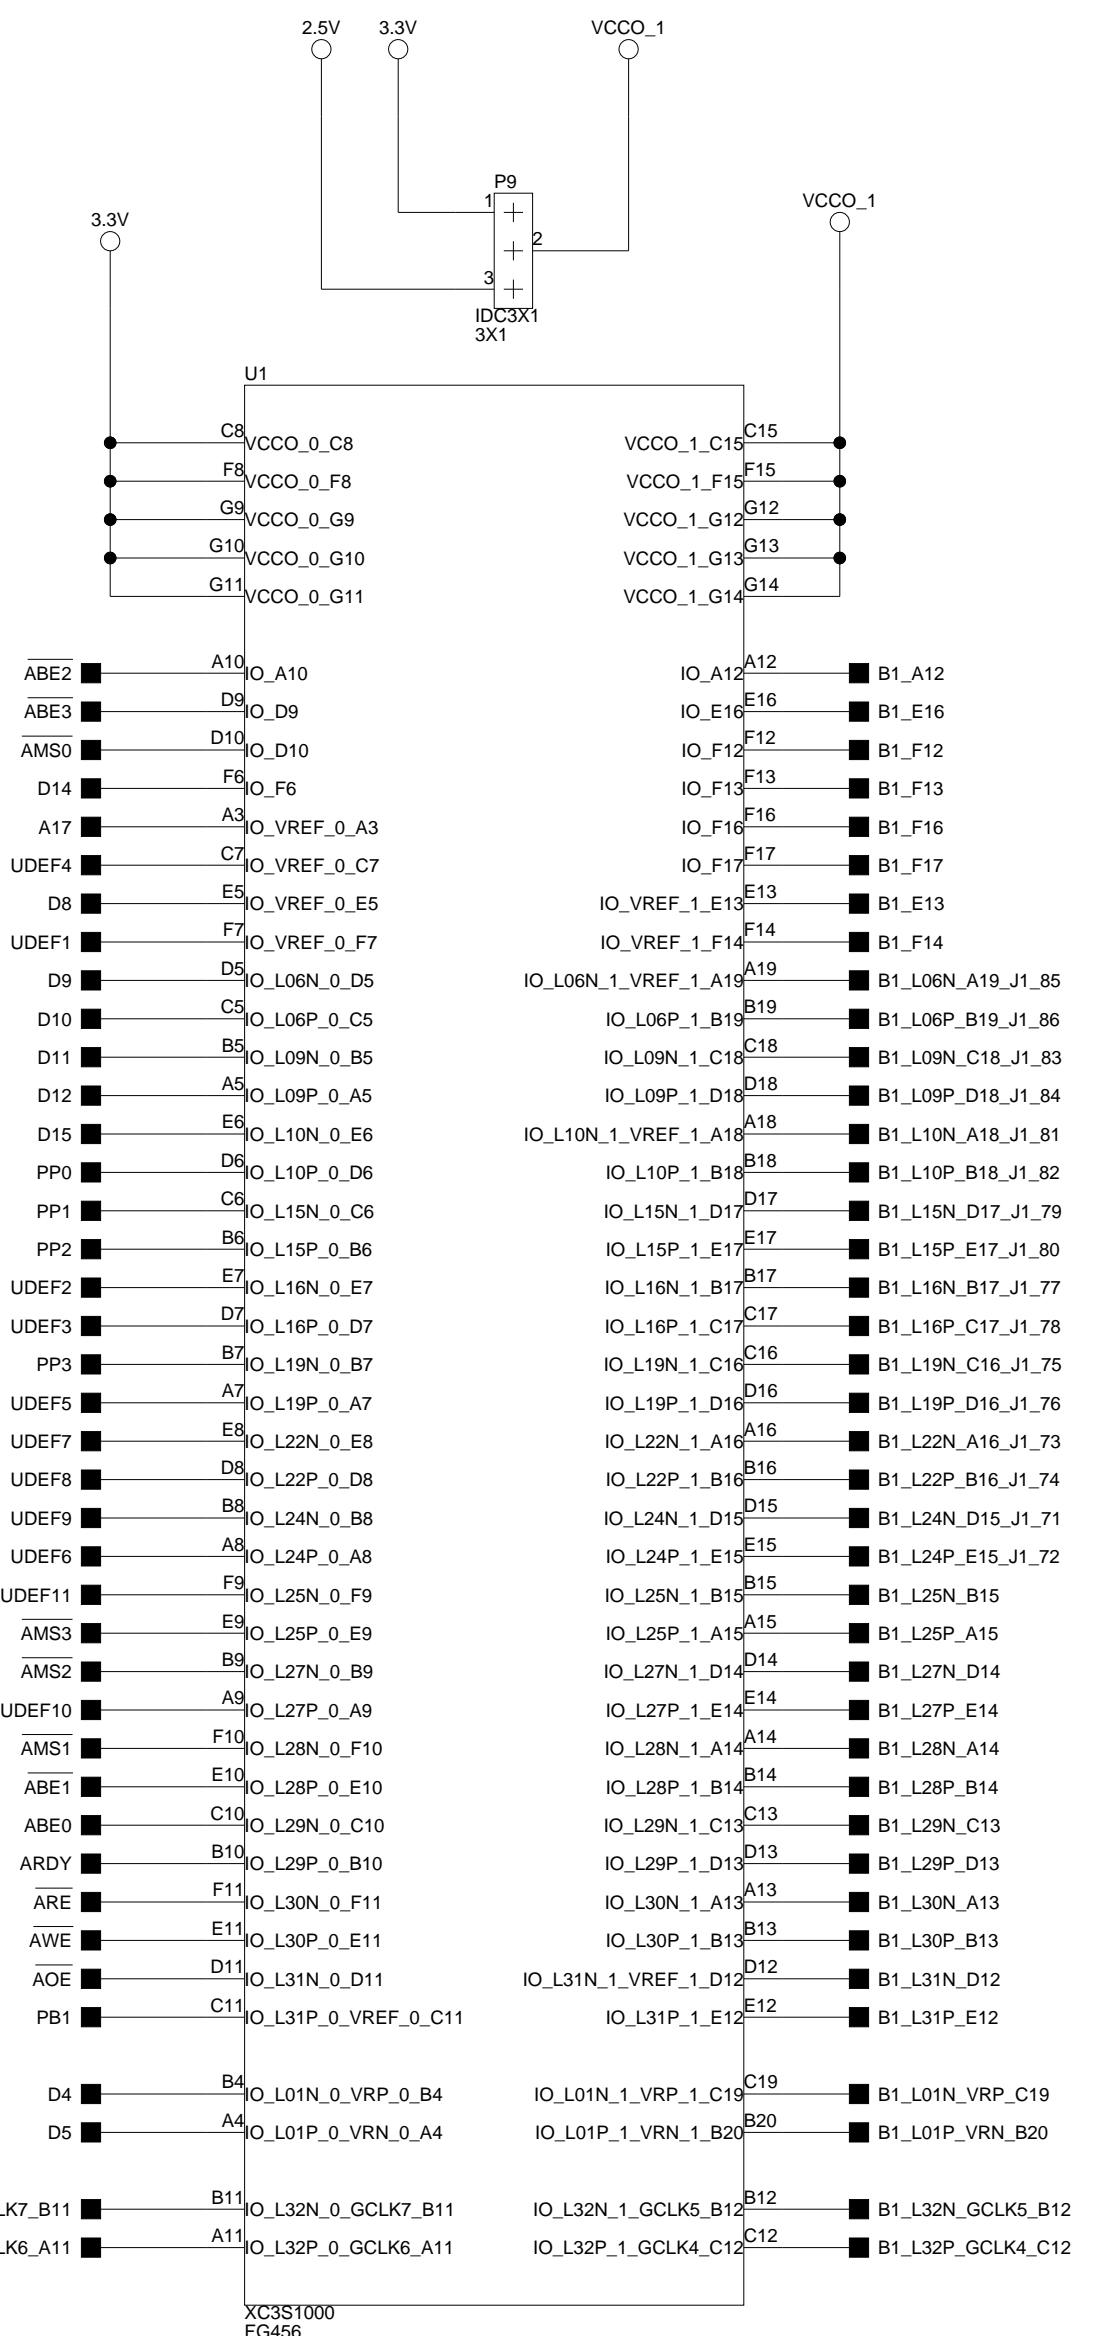 2.5V 3.3V VCCO_1
P9
1
2
3
IDC3X1
3X1
3.3V VCCO_1
U1
C8 VCCO_0_C8 VCCO_1_C15 C15
F8 VCCO_0_F8 VCCO_1_F15 F15
G9 VCCO_0_G9 VCCO_1_G12 G12
G10 VCCO_0_G10 VCCO_1_G13 G13
G11 VCCO_0_G11 VCCO_1_G14 G14
ABE2 A10 IO_A10 IO_A12 A12 B1_A12
ABE3 D9 IO_D9 IO_E16 E16 B1_E16
AMS0 D10 IO_D10 IO_F12 F12 B1_F12
D14 F6 IO_F6 IO_F13 F13 B1_F13
A17 A3 IO_VREF_0_A3 IO_F16 F16 B1_F16
UDEF4 C7 IO_VREF_0_C7 IO_F17 F17 B1_F17
D8 E5 IO_VREF_0_E5 IO_VREF_1_E13 E13 B1_E13
UDEF1 F7 IO_VREF_0_F7 IO_VREF_1_F14 F14 B1_F14
D9 D5 IO_L06N_0_D5 IO_L06N_1_VREF_1_A19 A19 B1_L06N_A19_J1_85
D10 C5 IO_L06P_0_C5 IO_L06P_1_B19 B19 B1_L06P_B19_J1_86
D11 B5 IO_L09N_0_B5 IO_L09N_1_C18 C18 B1_L09N_C18_J1_83
D12 A5 IO_L09P_0_A5 IO_L09P_1_D18 D18 B1_L09P_D18_J1_84
D15 E6 IO_L10N_0_E6 IO_L10N_1_VREF_1_A18 A18 B1_L10N_A18_J1_81
PP0 D6 IO_L10P_0_D6 IO_L10P_1_B18 B18 B1_L10P_B18_J1_82
PP1 C6 IO_L15N_0_C6 IO_L15N_1_D17 D17 B1_L15N_D17_J1_79
PP2 B6 IO_L15P_0_B6 IO_L15P_1_E17 E17 B1_L15P_E17_J1_80
UDEF2 E7 IO_L16N_0_E7 IO_L16N_1_B17 B17 B1_L16N_B17_J1_77
UDEF3 D7 IO_L16P_0_D7 IO_L16P_1_C17 C17 B1_L16P_C17_J1_78
PP3 B7 IO_L19N_0_B7 IO_L19N_1_C16 C16 B1_L19N_C16_J1_75
UDEF5 A7 IO_L19P_0_A7 IO_L19P_1_D16 D16 B1_L19P_D16_J1_76
UDEF7 E8 IO_L22N_0_E8 IO_L22N_1_A16 A16 B1_L22N_A16_J1_73
UDEF8 D8 IO_L22P_0_D8 IO_L22P_1_B16 B16 B1_L22P_B16_J1_74
UDEF9 B8 IO_L24N_0_B8 IO_L24N_1_D15 D15 B1_L24N_D15_J1_71
UDEF6 A8 IO_L24P_0_A8 IO_L24P_1_E15 E15 B1_L24P_E15_J1_72
UDEF11 F9 IO_L25N_0_F9 IO_L25N_1_B15 B15 B1_L25N_B15
AMS3 E9 IO_L25P_0_E9 IO_L25P_1_A15 A15 B1_L25P_A15
AMS2 B9 IO_L27N_0_B9 IO_L27N_1_D14 D14 B1_L27N_D14
UDEF10 A9 IO_L27P_0_A9 IO_L27P_1_E14 E14 B1_L27P_E14
AMS1 F10 IO_L28N_0_F10 IO_L28N_1_A14 A14 B1_L28N_A14
ABE1 E10 IO_L28P_0_E10 IO_L28P_1_B14 B14 B1_L28P_B14
ABE0 C10 IO_L29N_0_C10 IO_L29N_1_C13 C13 B1_L29N_C13
ARDY B10 IO_L29P_0_B10 IO_L29P_1_D13 D13 B1_L29P_D13
ARE F11 IO_L30N_0_F11 IO_L30N_1_A13 A13 B1_L30N_A13
AWE E11 IO_L30P_0_E11 IO_L30P_1_B13 B13 B1_L30P_B13
AOE D11 IO_L31N_0_D11 IO_L31N_1_VREF_1_D12 D12 B1_L31N_D12
PB1 C11 IO_L31P_0_VREF_0_C11 IO_L31P_1_E12 E12 B1_L31P_E12
D4 B4 IO_L01N_0_VRP_0_B4 IO_L01N_1_VRP_1_C19 C19 B1_L01N_VRP_C19
D5 A4 IO_L01P_0_VRN_0_A4 IO_L01P_1_VRN_1_B20 B20 B1_L01P_VRN_B20
LK7_B11 B11 IO_L32N_0_GCLK7_B11 IO_L32N_1_GCLK5_B12 B12 B1_L32N_GCLK5_B12
LK6_A11 A11 IO_L32P_0_GCLK6_A11 IO_L32P_1_GCLK4_C12 C12 B1_L32P_GCLK4_C12
XC3S1000
FG456